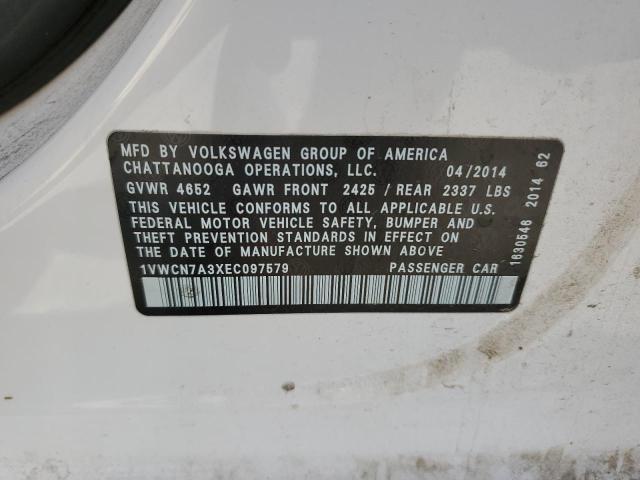 MFD BY VOLKSWAGEN GROUP OF AMERICA
CHATTANOOGA OPERATIONS, LLC. 04/2014
GVWR 4652 GAWR FRONT 2425 / REAR 2337 LBS
THIS VEHICLE CONFORMS TO ALL APPLICABLE U.S.
FEDERAL MOTOR VEHICLE SAFETY, BUMPER AND
THEFT PREVENTION STANDARDS IN EFFECT ON
THE DATE OF MANUFACTURE SHOWN ABOVE
1VWCN7A3XEC097579 PASSENGER CAR
1630546 2014 62